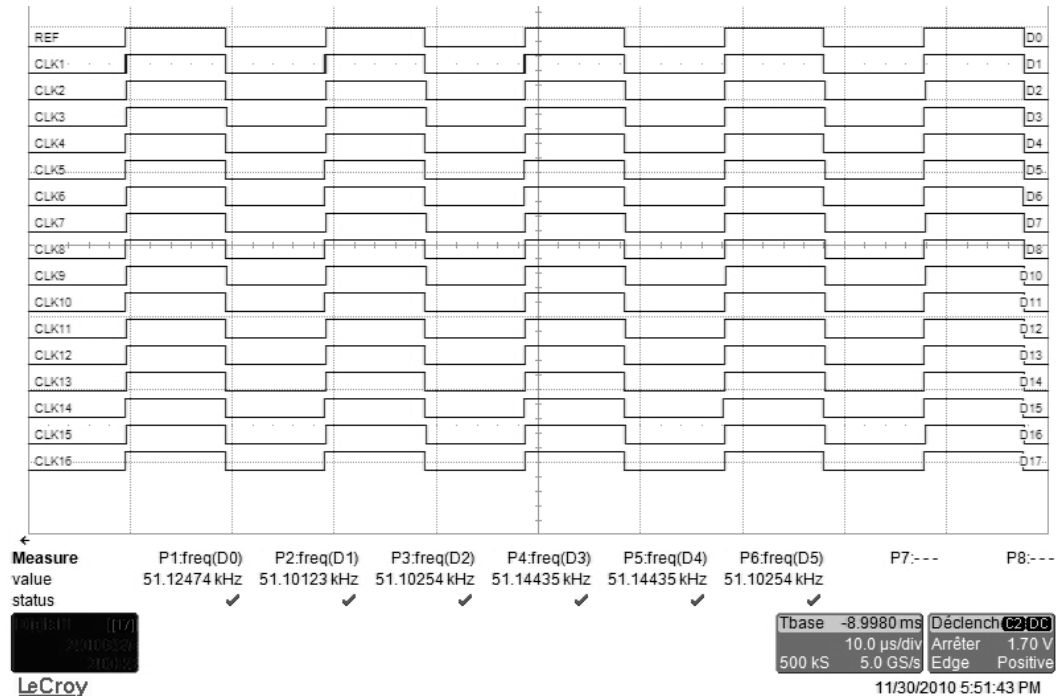 REF D0
CLK1 D1
CLK2 D2
CLK3 D3
CLK4 D4
CLK5 D5
CLK6 D6
CLK7 D7
CLK8 D8
CLK9 D10
CLK10 D11
CLK11 D12
CLK12 D13
CLK13 D14
CLK14 D15
CLK15 D16
CLK16 D17
Measure P1:freq(D0) P2:freq(D1) P3:freq(D2) P4:freq(D3) P5:freq(D4) P6:freq(D5) P7:--- P8:---
value 51.12474 kHz 51.10123 kHz 51.10254 kHz 51.14435 kHz 51.14435 kHz 51.10254 kHz
status
Tbase -8.9980 ms Déclench C2 DC
10.0 µs/div Arrêter 1.70 V
500 kS 5.0 GS/s Edge Positive
LeCroy 11/30/2010 5:51:43 PM